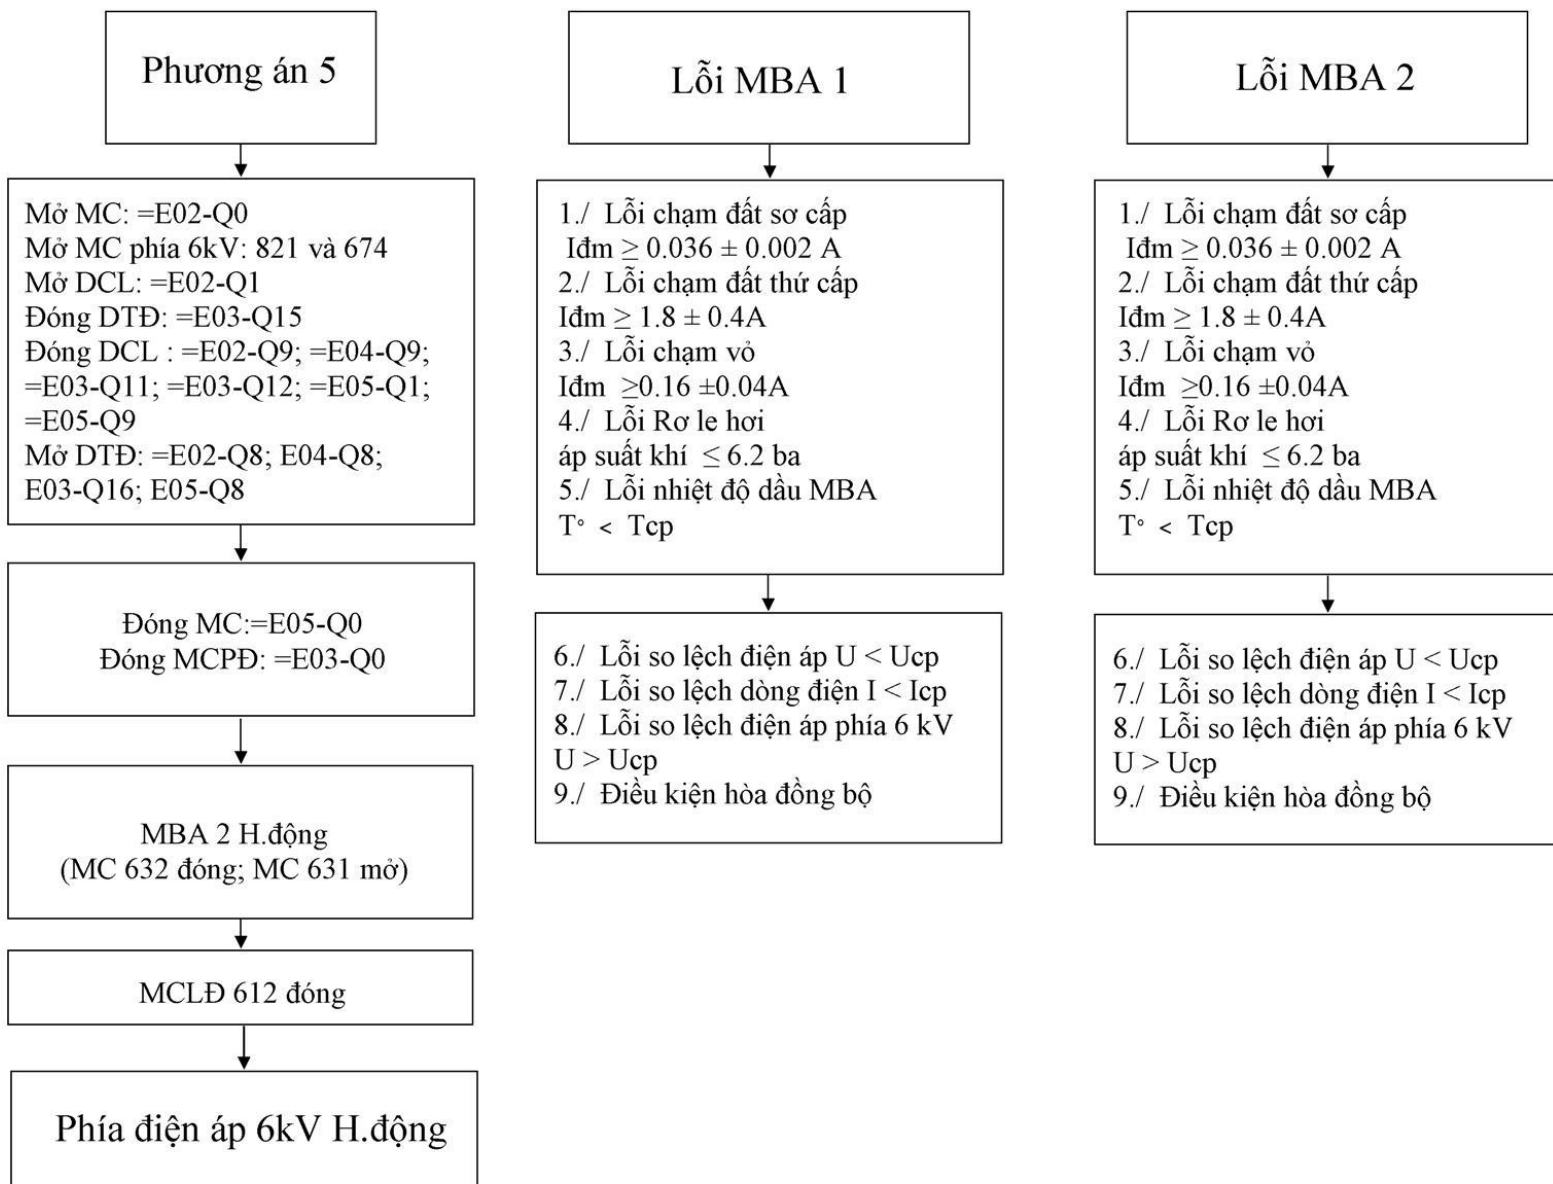 Phương án 5
Mở MC: =E02-Q0
Mở MC phía 6kV: 821 và 674
Mở DCL: =E02-Q1
Đóng DTĐ: =E03-Q15
Đóng DCL : =E02-Q9; =E04-Q9;
=E03-Q11; =E03-Q12; =E05-Q1;
=E05-Q9
Mở DTĐ: =E02-Q8; E04-Q8;
E03-Q16; E05-Q8
Đóng MC:=E05-Q0
Đóng MCPĐ: =E03-Q0
MBA 2 H.động
(MC 632 đóng; MC 631 mở)
MCLĐ 612 đóng
Phía điện áp 6kV H.động
Lỗi MBA 1
1./ Lỗi chạm đất sơ cấp
Iđm ≥ 0.036 ± 0.002 A
2./ Lỗi chạm đất thứ cấp
Iđm ≥ 1.8 ± 0.4A
3./ Lỗi chạm vỏ
Iđm ≥0.16 ±0.04A
4./ Lỗi Rơ le hơi
áp suất khí ≤ 6.2 ba
5./ Lỗi nhiệt độ dầu MBA
T° < Tcp
6./ Lỗi so lệch điện áp U < Ucp
7./ Lỗi so lệch dòng điện I < Icp
8./ Lỗi so lệch điện áp phía 6 kV
U > Ucp
9./ Điều kiện hòa đồng bộ
Lỗi MBA 2
1./ Lỗi chạm đất sơ cấp
Iđm ≥ 0.036 ± 0.002 A
2./ Lỗi chạm đất thứ cấp
Iđm ≥ 1.8 ± 0.4A
3./ Lỗi chạm vỏ
Iđm ≥0.16 ±0.04A
4./ Lỗi Rơ le hơi
áp suất khí ≤ 6.2 ba
5./ Lỗi nhiệt độ dầu MBA
T° < Tcp
6./ Lỗi so lệch điện áp U < Ucp
7./ Lỗi so lệch dòng điện I < Icp
8./ Lỗi so lệch điện áp phía 6 kV
U > Ucp
9./ Điều kiện hòa đồng bộ